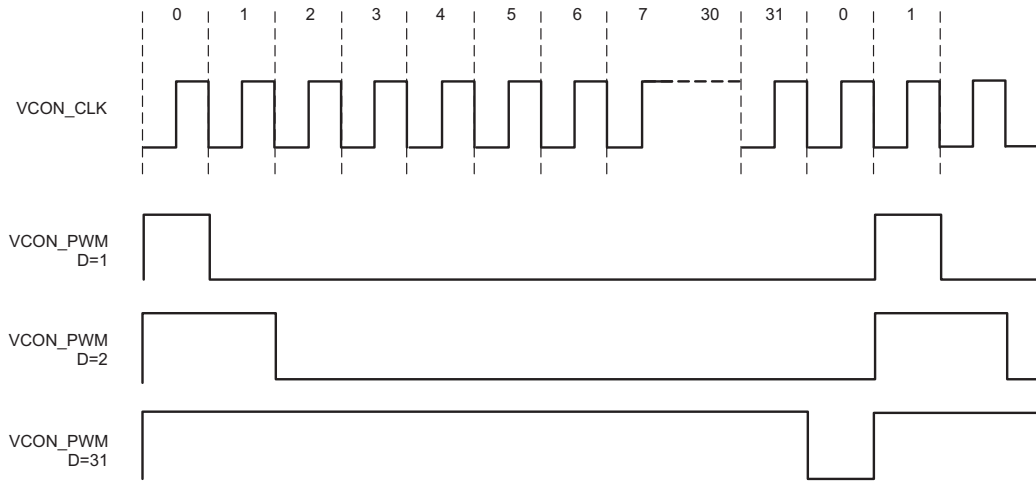 0 1 2 3 4 5 6 7 30 31 0 1
VCON_CLK
VCON_PWM
D=1
VCON_PWM
D=2
VCON_PWM
D=31